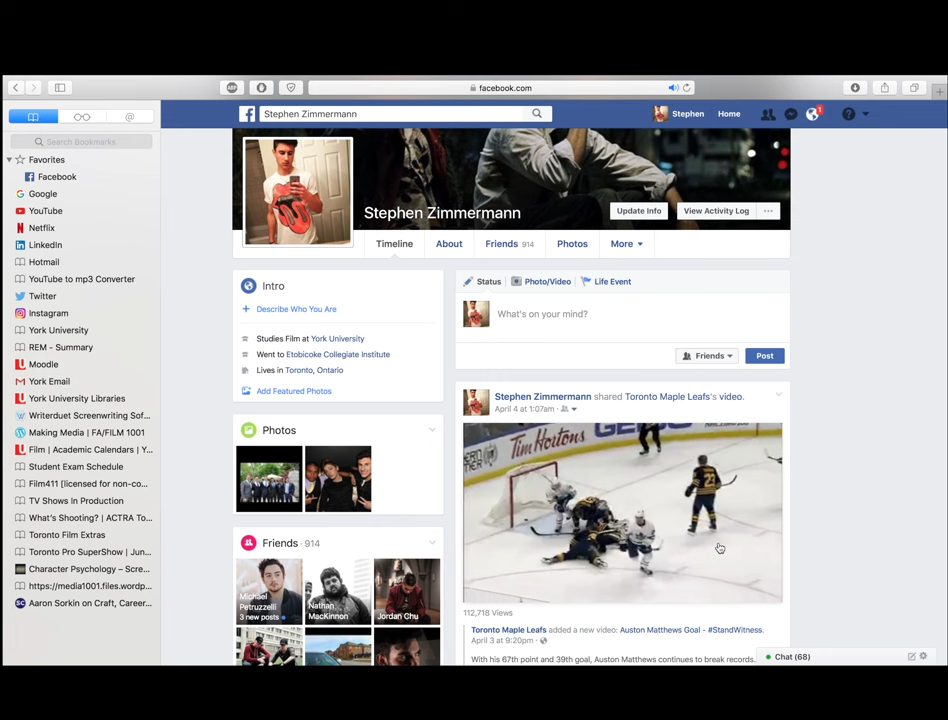 facebook.com
ABP
Search Bookmarks
Favorites
Facebook
Google
YouTube
Netflix
LinkedIn
Hotmail
YouTube to mp3 Converter
Twitter
Instagram
York University
REM - Summary
Moodle
York Email
York University Libraries
Writerduet Screenwriting Sof...
Making Media | FA/FILM 1001
Film | Academic Calendars | Y...
Student Exam Schedule
Film411 [licensed for non-co...
TV Shows In Production
What's Shooting? | ACTRA To...
Toronto Film Extras
Toronto Pro SuperShow | Jun...
Character Psychology – Scre...
https://media1001.files.wordp...
Aaron Sorkin on Craft, Career...
Stephen Zimmermann
Stephen
Home
1
Stephen Zimmermann
Update Info
View Activity Log
Timeline
About
Friends 914
Photos
More
Intro
Describe Who You Are
Studies Film at York University
Went to Etobicoke Collegiate Institute
Lives in Toronto, Ontario
Add Featured Photos
Photos
Friends · 914
Michael
Petruzzelli
3 new posts
Nathan
MacKinnon
Jordan Chu
Status
Photo/Video
Life Event
What's on your mind?
Friends
Post
Stephen Zimmermann shared Toronto Maple Leafs's video.
April 4 at 1:07am ·
Tim Hortons
GEICO
23
112,718 Views
Toronto Maple Leafs added a new video: Auston Matthews Goal - #StandWitness.
April 3 at 9:20pm ·
With his 67th point and 39th goal, Auston Matthews continues to break records.
Chat (68)